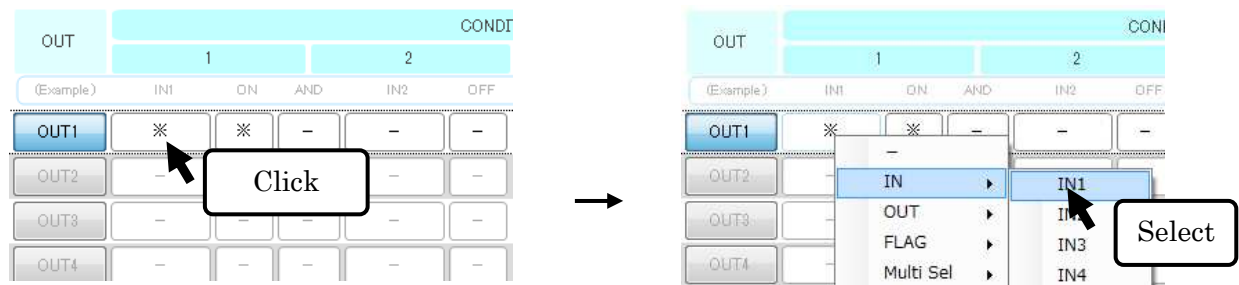 OUT CONDI
1 2
(Example) IN1 ON AND IN2 OFF
OUT1 ※ ※ － － －
OUT2 － － －
OUT3 － － － － －
OUT4 － － － － －
Click
→
OUT CON
1 2
(Example) IN1 ON AND IN2 OFF
OUT1 ※ ※ － － －
－
OUT2 －
IN IN1
OUT3 －
OUT
FLAG IN3
OUT4 －
Multi Sel IN4
Select